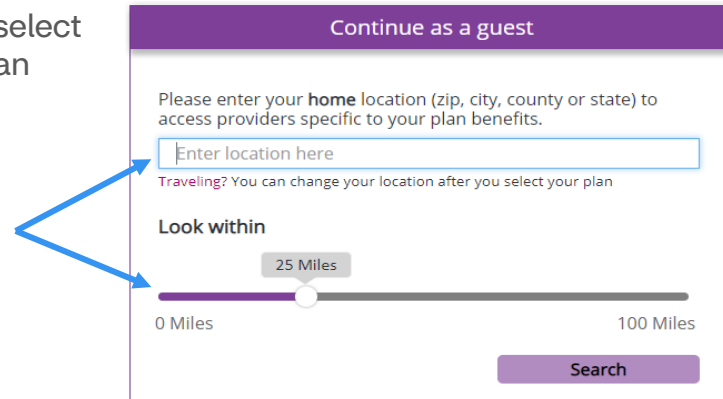 select
an
Continue as a guest
Please enter your home location (zip, city, county or state) to
access providers specific to your plan benefits.
Enter location here
Traveling? You can change your location after you select your plan
Look within
25 Miles
0 Miles
100 Miles
Search